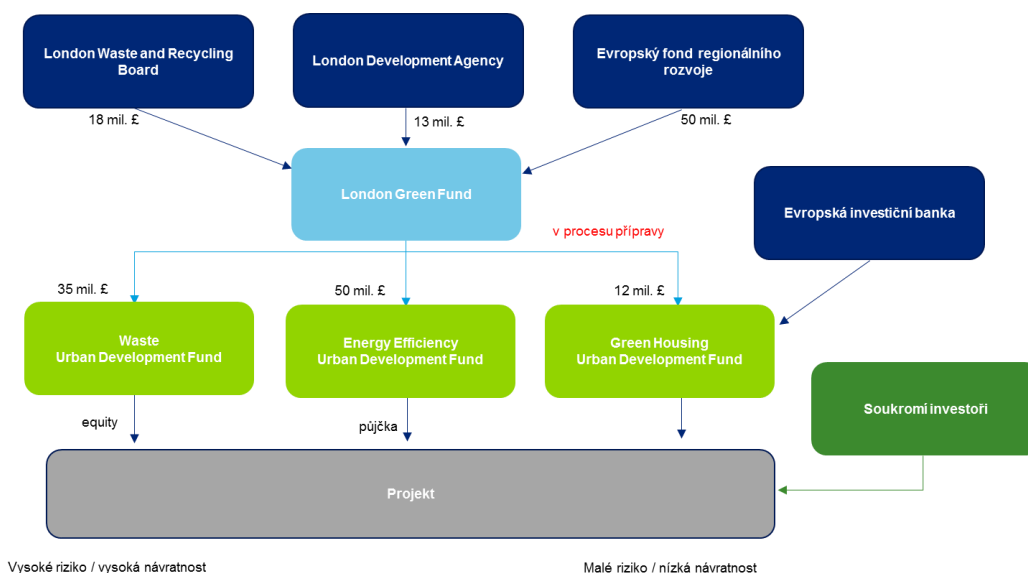 London Waste and Recycling
Board
London Development Agency
Evropský fond regionálního
rozvoje
18 mil. £
13 mil. £
50 mil. £
London Green Fund
Evropská investiční banka
v procesu přípravy
35 mil. £
50 mil. £
12 mil. £
Waste
Urban Development Fund
Energy Efficiency
Urban Development Fund
Green Housing
Urban Development Fund
Soukromí investoři
equity
půjčka
Projekt
Vysoké riziko / vysoká návratnost
Malé riziko / nízká návratnost